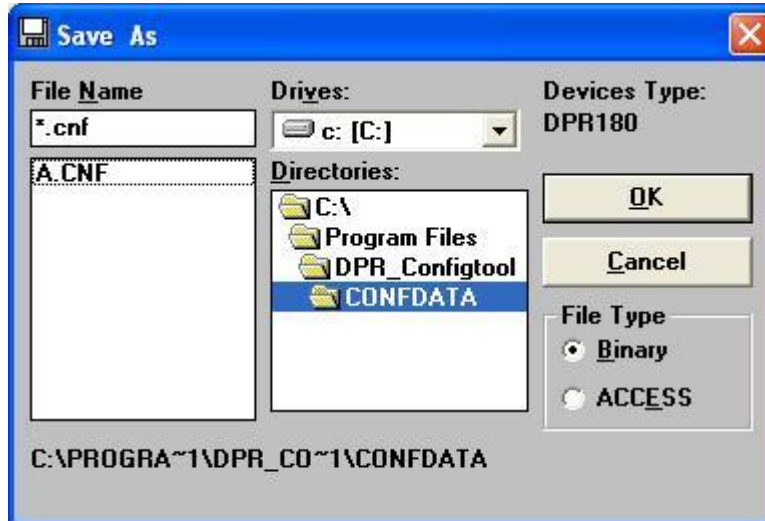 Save As
File Name
*.cnf
A.CNF
Drives:
c: [C:]
Directories:
C:\
Program Files
DPR_Configtool
CONFDATA
Devices Type:
DPR180
OK
Cancel
File Type
Binary
ACCESS
C:\PROGRA~1\DPR_CO~1\CONFDATA